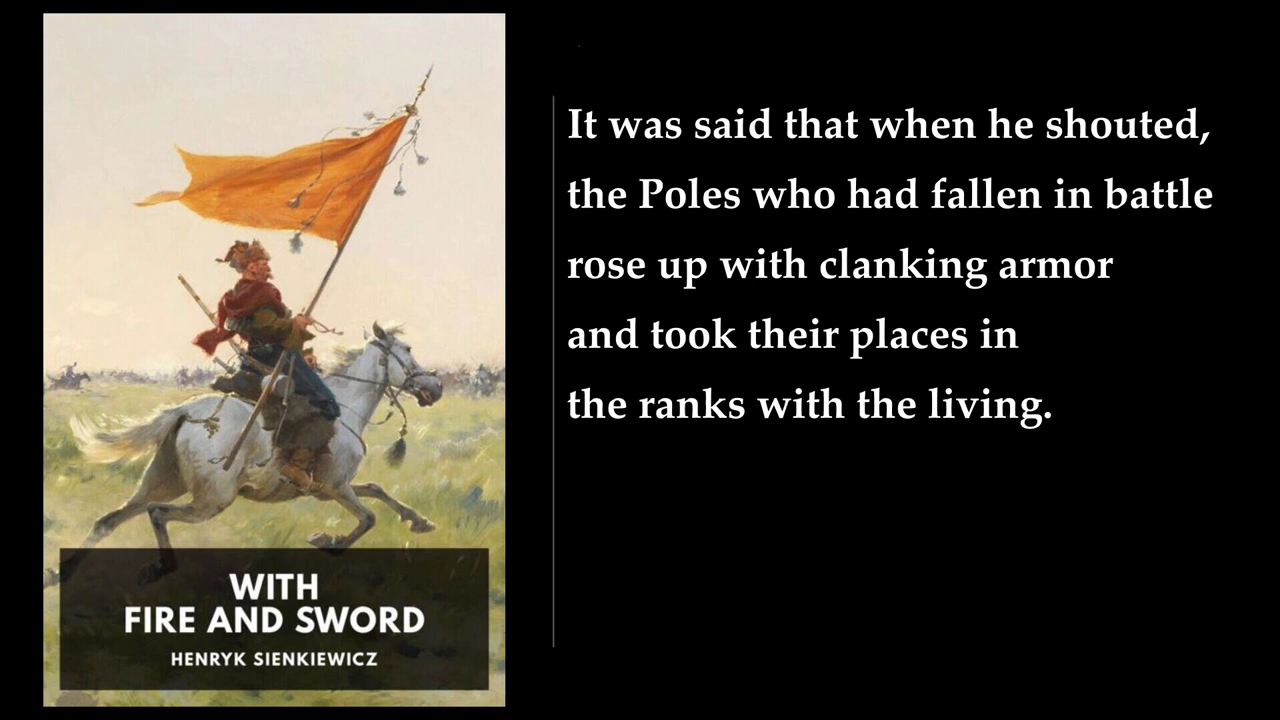 It was said that when he shouted,
the Poles who had fallen in battle
rose up with clanking armor
and took their places in
the ranks with the living.
WITH
FIRE AND SWORD
HENRYK SIENKIEWICZ